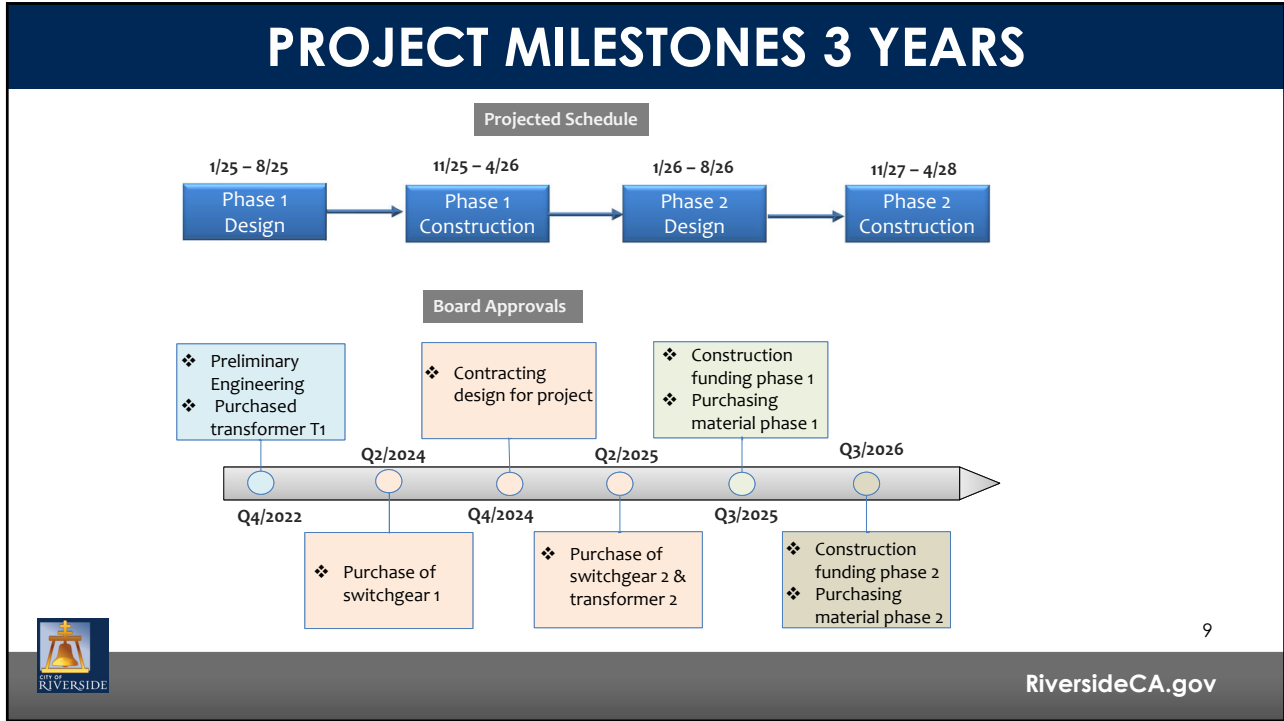 PROJECT MILESTONES 3 YEARS
Projected Schedule
1/25 – 8/25
11/25 – 4/26
1/26 – 8/26
11/27 – 4/28
Phase 1
Design
Phase 1
Construction
Phase 2
Design
Phase 2
Construction
Board Approvals
❖ Preliminary
Engineering
❖ Purchased
transformer T1
❖ Contracting
design for project
❖ Construction
funding phase 1
❖ Purchasing
material phase 1
Q2/2024
Q2/2025
Q3/2026
Q4/2022
Q4/2024
Q3/2025
❖ Purchase of
switchgear 1
❖ Purchase of
switchgear 2 &
transformer 2
❖ Construction
funding phase 2
❖ Purchasing
material phase 2
9
CITY OF
RIVERSIDE
RiversideCA.gov